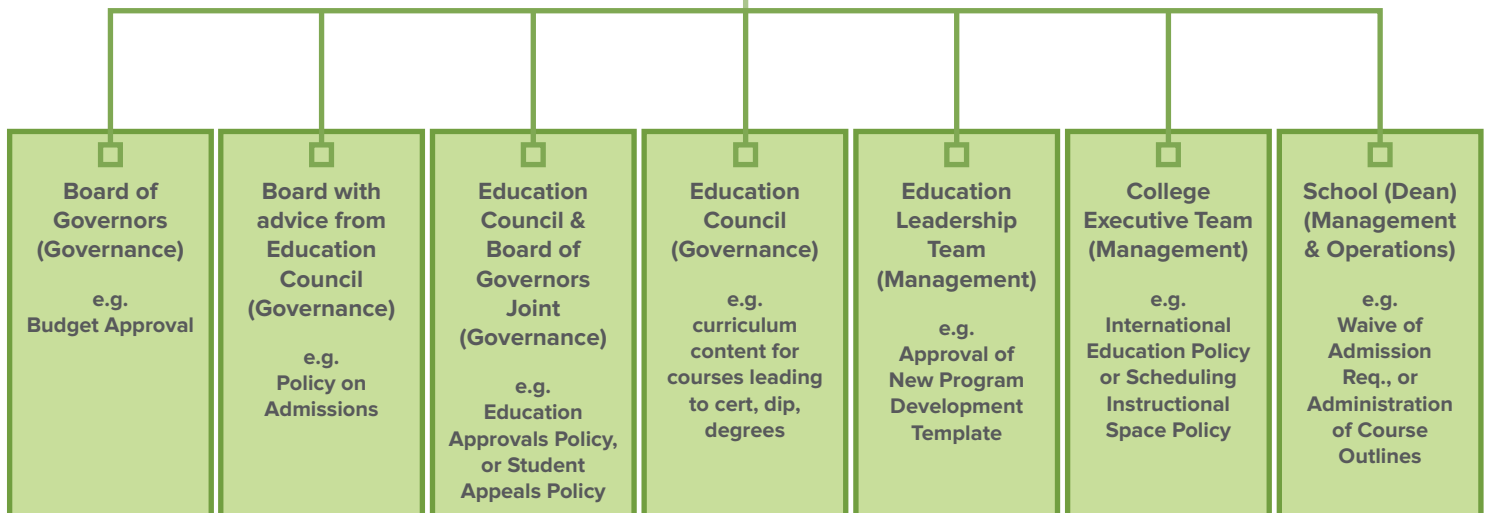 Board of
Governors
(Governance)
e.g.
Budget Approval
Board with
advice from
Education
Council
(Governance)
e.g.
Policy on
Admissions
Education
Council &
Board of
Governors
Joint
(Governance)
e.g.
Education
Approvals Policy,
or Student
Appeals Policy
Education
Council
(Governance)
e.g.
curriculum
content for
courses leading
to cert, dip,
degrees
Education
Leadership
Team
(Management)
e.g.
Approval of
New Program
Development
Template
College
Executive Team
(Management)
e.g.
International
Education Policy
or Scheduling
Instructional
Space Policy
School (Dean)
(Management
& Operations)
e.g.
Waive of
Admission
Req., or
Administration
of Course
Outlines